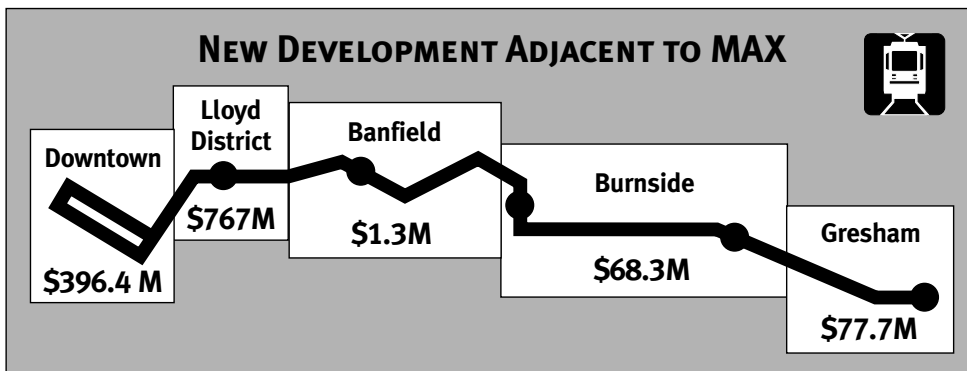 NEW DEVELOPMENT ADJACENT TO MAX
Downtown
$396.4 M
Lloyd
District
$767M
Banfield
$1.3M
Burnside
$68.3M
Gresham
$77.7M